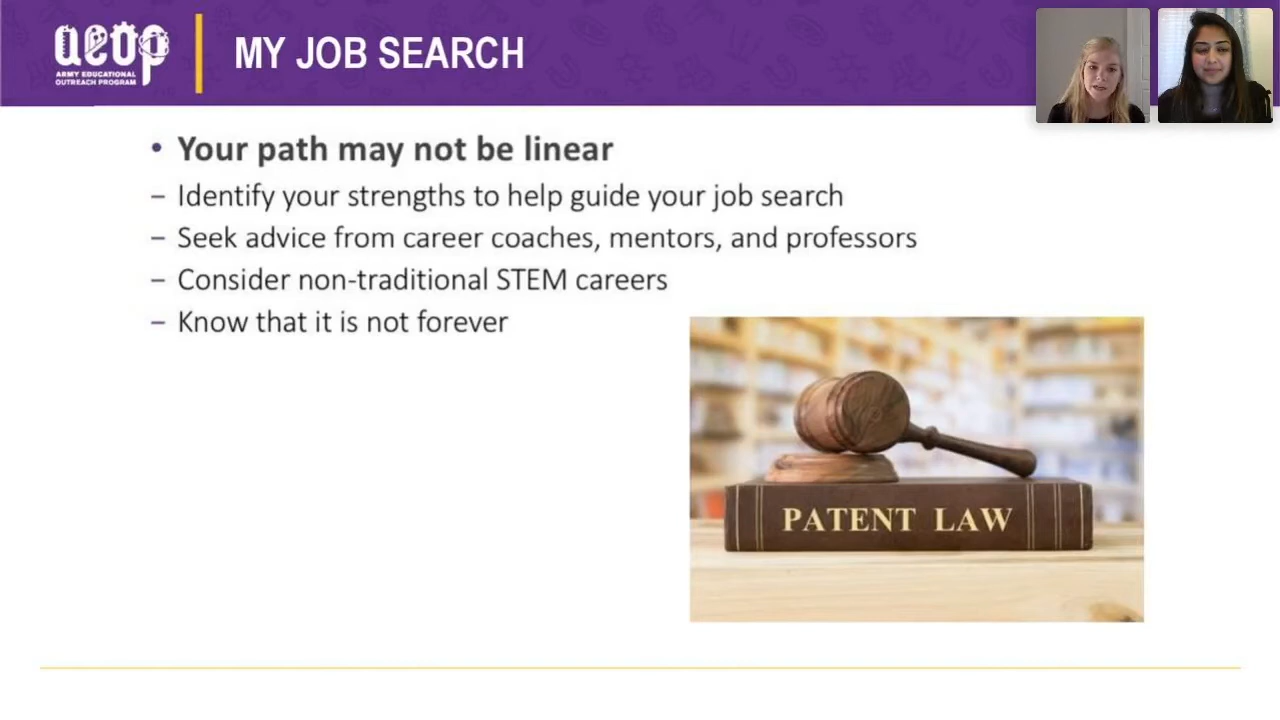 aeop
ARMY EDUCATIONAL
OUTREACH PROGRAM
MY JOB SEARCH
• Your path may not be linear
– Identify your strengths to help guide your job search
– Seek advice from career coaches, mentors, and professors
– Consider non-traditional STEM careers
– Know that it is not forever
PATENT LAW